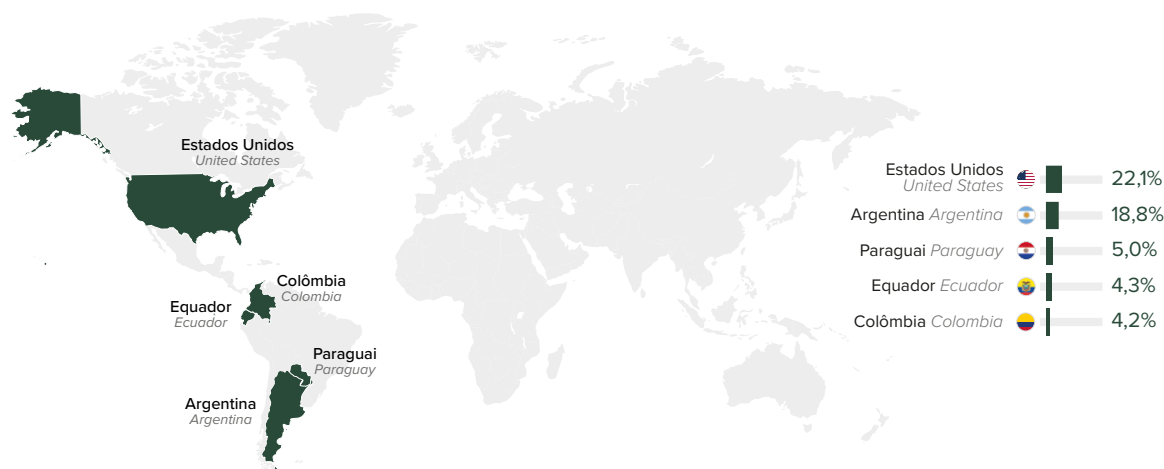 Estados Unidos
United States
Colômbia
Colombia
Equador
Ecuador
Paraguai
Paraguay
Argentina
Argentina
Estados Unidos
United States
22,1%
Argentina Argentina
18,8%
Paraguai Paraguay
5,0%
Equador Ecuador
4,3%
Colômbia Colombia
4,2%